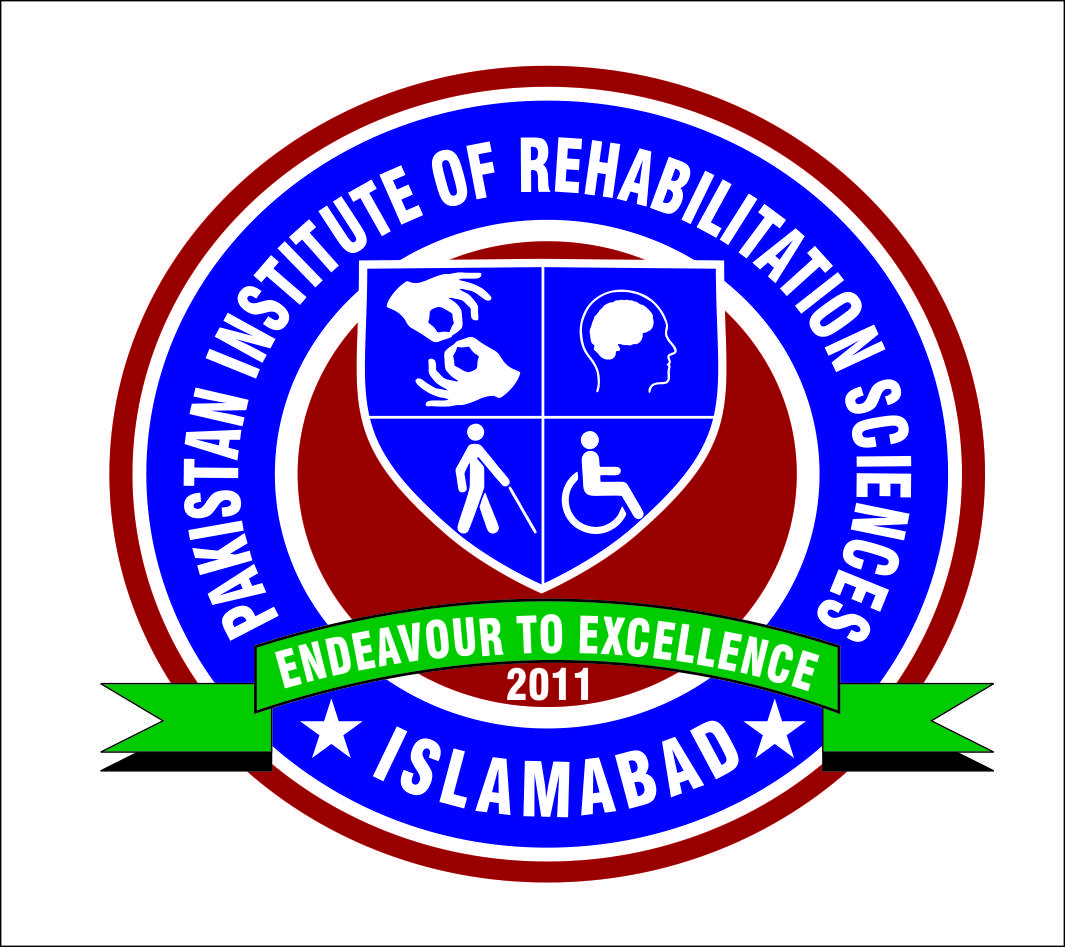 PAKISTAN INSTITUTE OF REHABILITATION SCIENCES
ENDEAVOUR TO EXCELLENCE
2011
ISLAMABAD